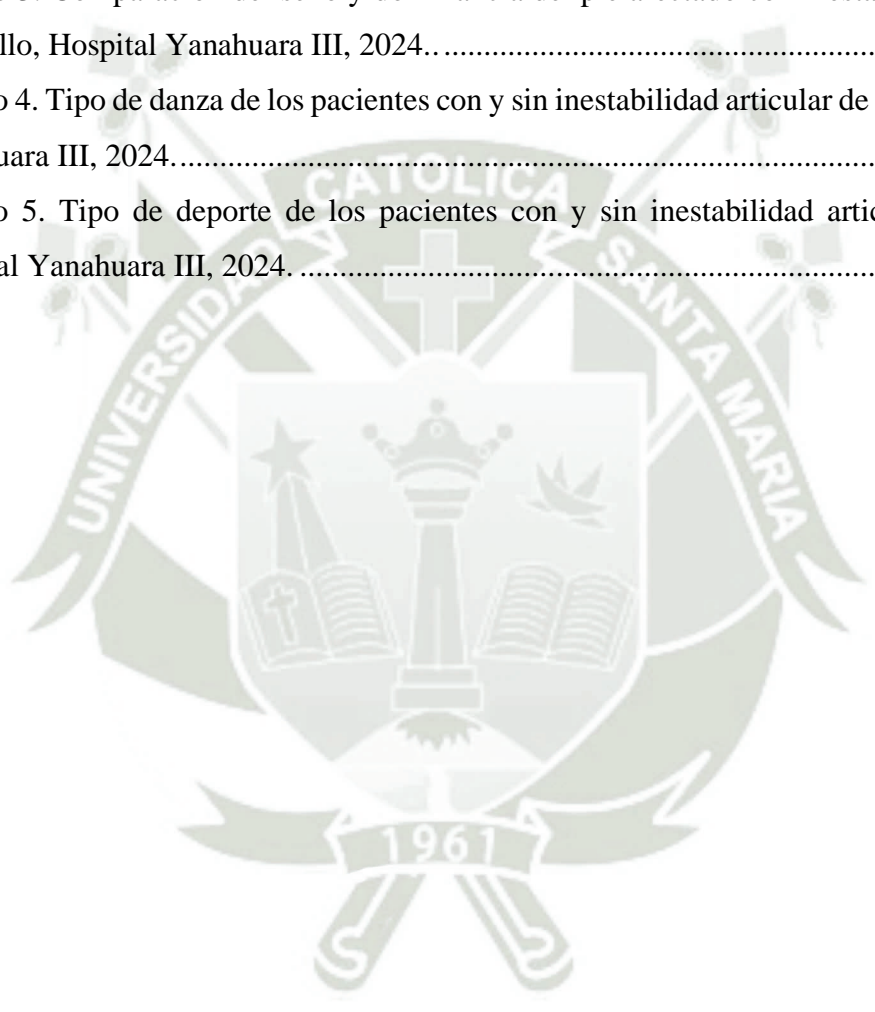 llo, Hospital Yanahuara III, 2024.. ........................................................
o 4. Tipo de danza de los pacientes con y sin inestabilidad articular de
uara III, 2024. ........................................................................................
o 5. Tipo de deporte de los pacientes con y sin inestabilidad artic
al Yanahuara III, 2024. .........................................................................
UNIVERSIDAD CATOLICA SANTA MARIA
1961